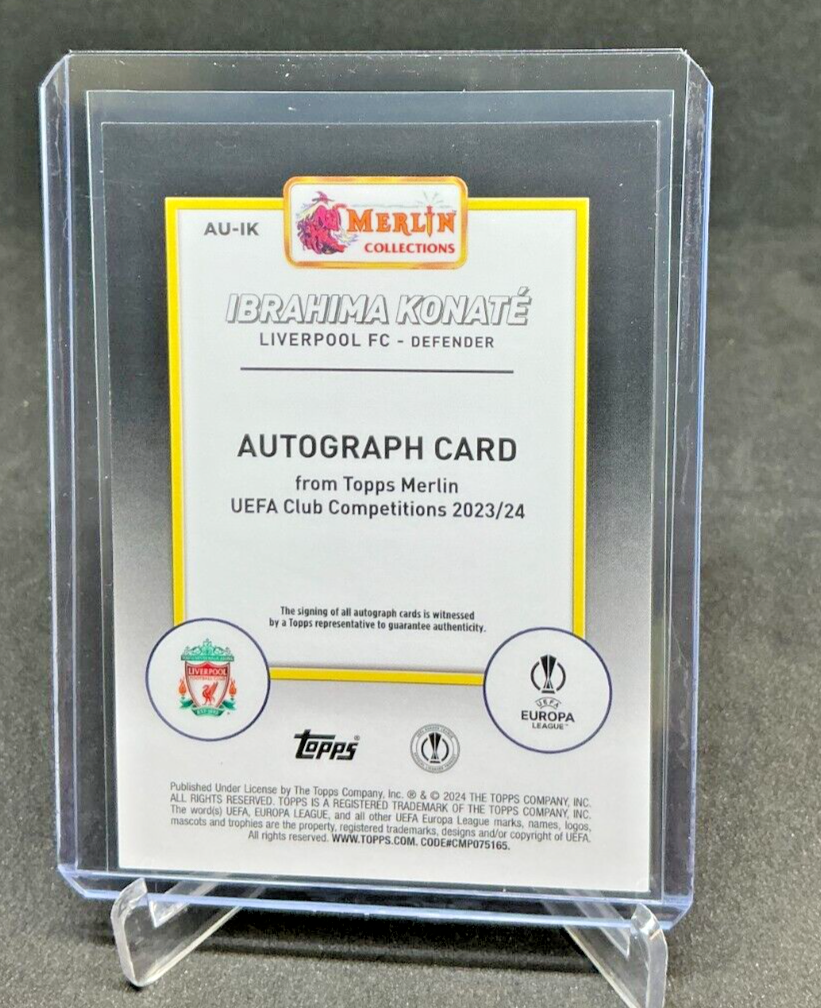 AU-IK
MERLIN
COLLECTIONS
IBRAHIMA KONATÉ
LIVERPOOL FC - DEFENDER
AUTOGRAPH CARD
from Topps Merlin
UEFA Club Competitions 2023/24
The signing of all autograph cards is witnessed
by a Topps representative to guarantee authenticity.
LIVERPOOL
UEFA
EUROPA
LEAGUE™
Topps®
Published Under License by The Topps Company, Inc. ® & © 2024 THE TOPPS COMPANY, INC.
ALL RIGHTS RESERVED. TOPPS IS A REGISTERED TRADEMARK OF THE TOPPS COMPANY, INC.
The word(s) UEFA, EUROPA LEAGUE, and all other UEFA Europa League marks, names, logos,
mascots and trophies are the property, registered trademarks, designs and/or copyright of UEFA.
All rights reserved. WWW.TOPPS.COM. CODE#CMP075165.